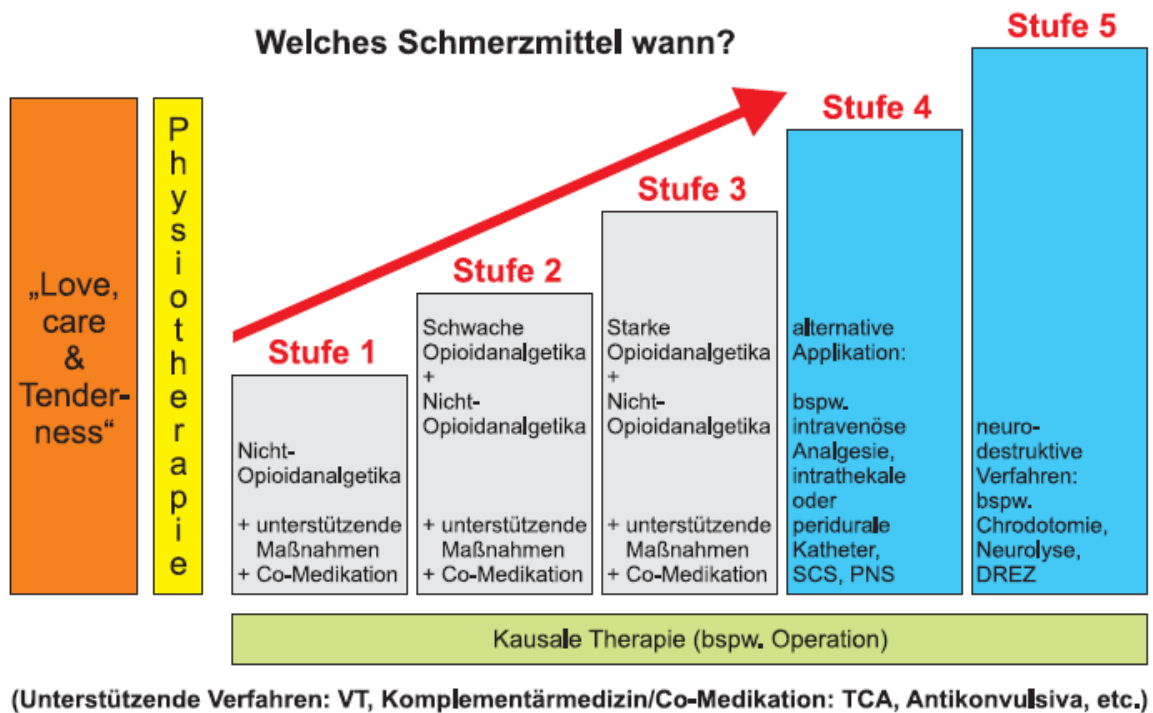 Welches Schmerzmittel wann?
„Love,
care
&
Tender-
ness“
Physiotherapie
Stufe 1
Nicht-
Opioidanalgetika
+ unterstützende
Maßnahmen
+ Co-Medikation
Stufe 2
Schwache
Opioidanalgetika
+
Nicht-
Opioidanalgetika
+ unterstützende
Maßnahmen
+ Co-Medikation
Stufe 3
Starke
Opioidanalgetika
+
Nicht-
Opioidanalgetika
+ unterstützende
Maßnahmen
+ Co-Medikation
Stufe 4
alternative
Applikation:
bspw.
intravenöse
Analgesie,
intrathekale
oder
peridurale
Katheter,
SCS, PNS
Stufe 5
neuro-
destruktive
Verfahren:
bspw.
Chrodotomie,
Neurolyse,
DREZ
Kausale Therapie (bspw. Operation)
(Unterstützende Verfahren: VT, Komplementärmedizin/Co-Medikation: TCA, Antikonvulsiva, etc.)